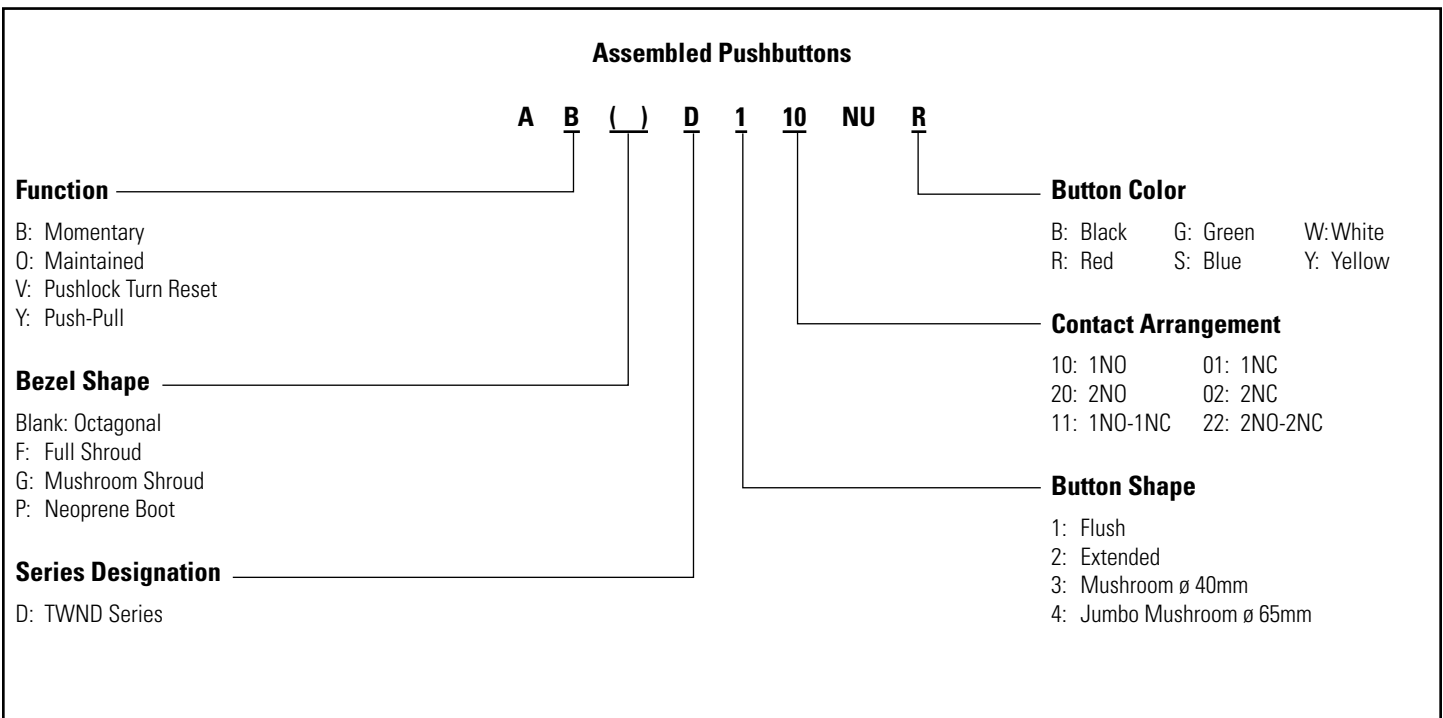 Assembled Pushbuttons
A B ( ) D 1 10 NU R
Function
B: Momentary
O: Maintained
V: Pushlock Turn Reset
Y: Push-Pull
Bezel Shape
Blank: Octagonal
F: Full Shroud
G: Mushroom Shroud
P: Neoprene Boot
Series Designation
D: TWND Series
Button Color
B: Black G: Green W: White
R: Red S: Blue Y: Yellow
Contact Arrangement
10: 1NO 01: 1NC
20: 2NO 02: 2NC
11: 1NO-1NC 22: 2NO-2NC
Button Shape
1: Flush
2: Extended
3: Mushroom ø 40mm
4: Jumbo Mushroom ø 65mm